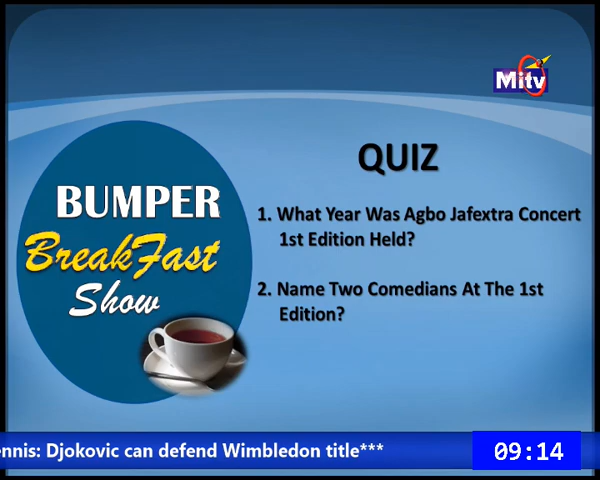 Mitv
QUIZ
BUMPER
BreakFast
Show
1. What Year Was Agbo Jafextra Concert
1st Edition Held?
2. Name Two Comedians At The 1st
Edition?
ennis: Djokovic can defend Wimbledon title***
09:14